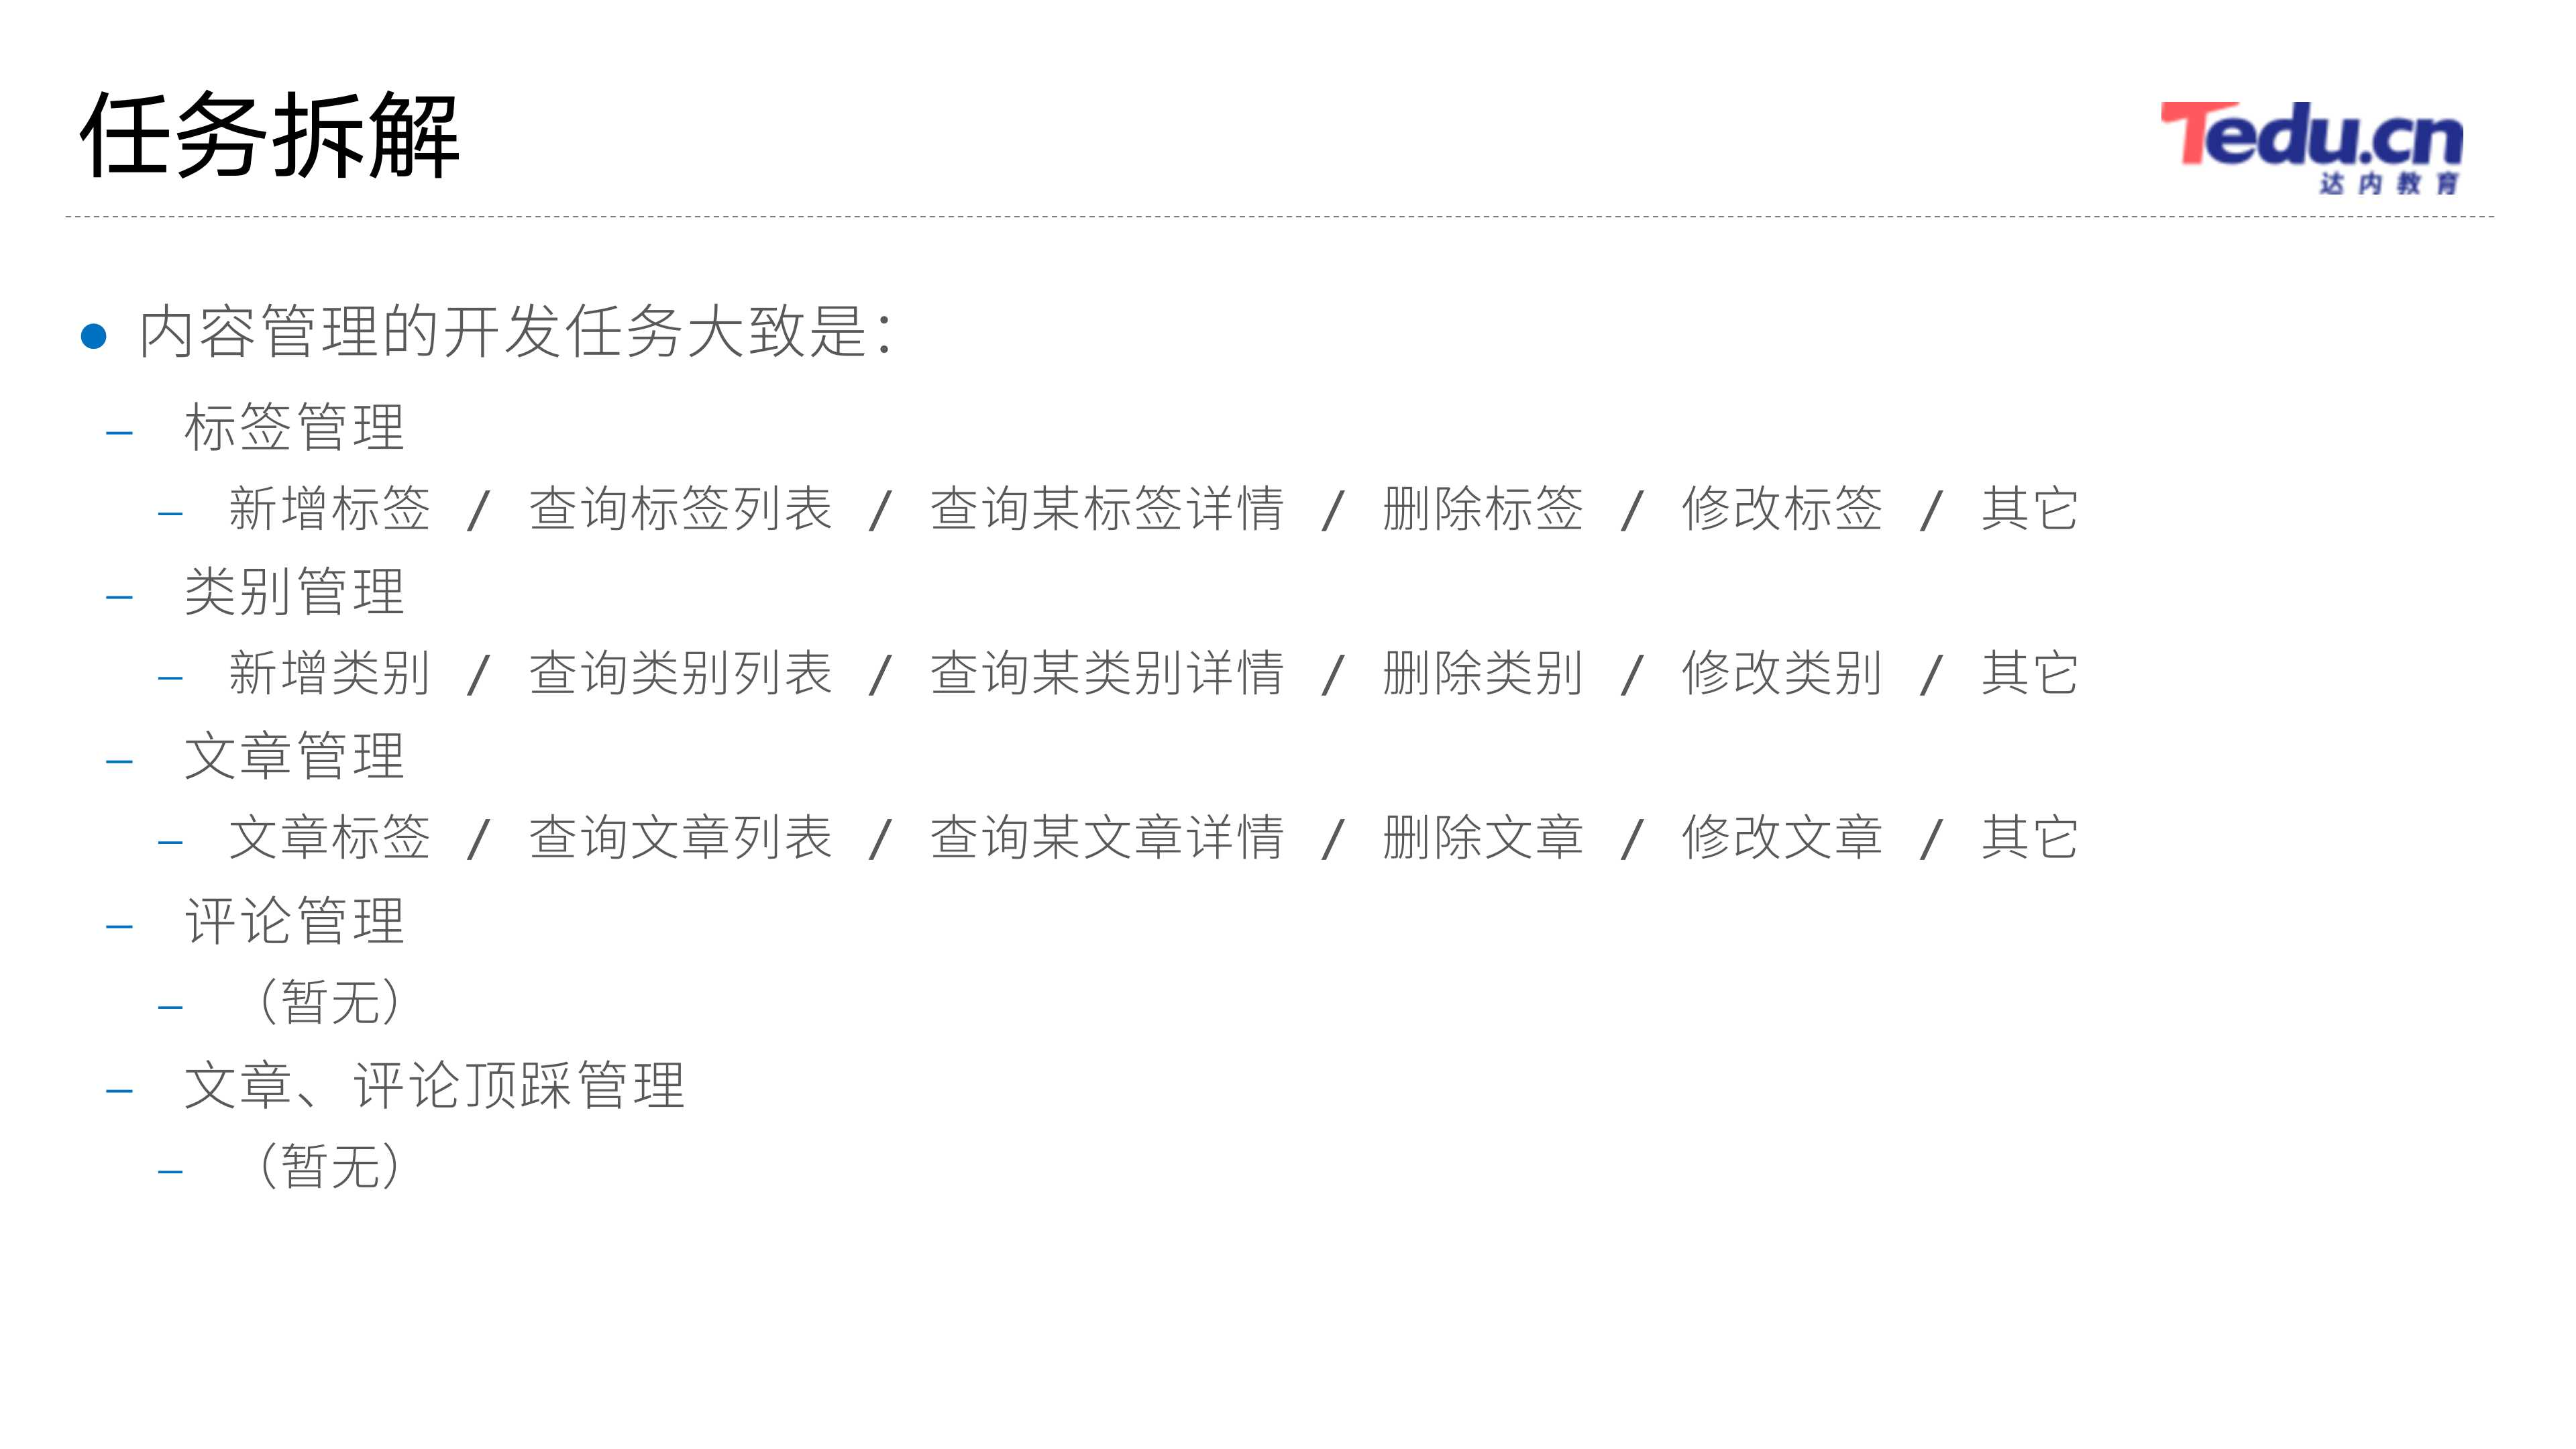 任务拆解
Tedu.cn
达内教育
● 内容管理的开发任务大致是：
– 标签管理
– 新增标签 / 查询标签列表 / 查询某标签详情 / 删除标签 / 修改标签 / 其它
– 类别管理
– 新增类别 / 查询类别列表 / 查询某类别详情 / 删除类别 / 修改类别 / 其它
– 文章管理
– 文章标签 / 查询文章列表 / 查询某文章详情 / 删除文章 / 修改文章 / 其它
– 评论管理
– （暂无）
– 文章、评论顶踩管理
– （暂无）